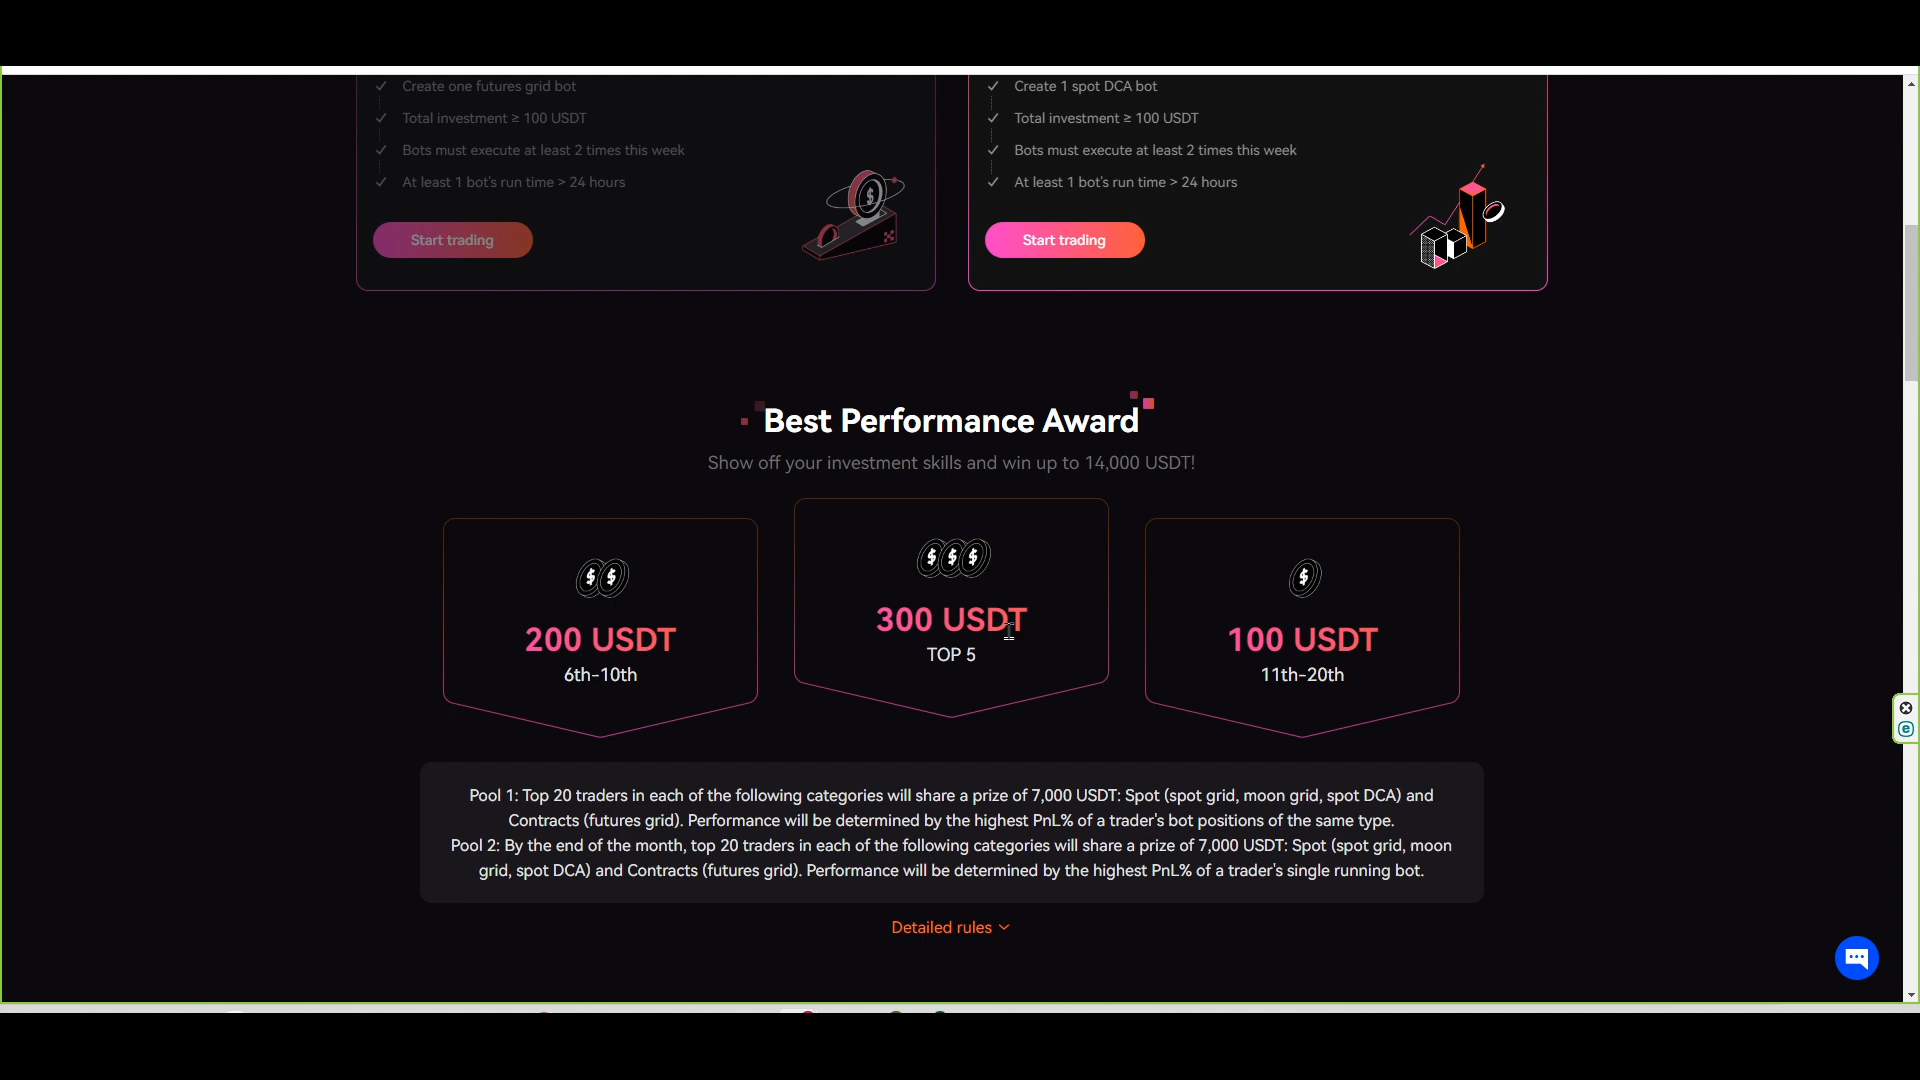 Create one futures grid bot
Total investment ≥ 100 USDT
Bots must execute at least 2 times this week
At least 1 bot's run time > 24 hours
Start trading
Create 1 spot DCA bot
Total investment ≥ 100 USDT
Bots must execute at least 2 times this week
At least 1 bot's run time > 24 hours
Start trading
Best Performance Award
Show off your investment skills and win up to 14,000 USDT!
200 USDT
6th-10th
300 USDT
TOP 5
100 USDT
11th-20th
Pool 1: Top 20 traders in each of the following categories will share a prize of 7,000 USDT: Spot (spot grid, moon grid, spot DCA) and
Contracts (futures grid). Performance will be determined by the highest PnL% of a trader's bot positions of the same type.
Pool 2: By the end of the month, top 20 traders in each of the following categories will share a prize of 7,000 USDT: Spot (spot grid, moon
grid, spot DCA) and Contracts (futures grid). Performance will be determined by the highest PnL% of a trader's single running bot.
Detailed rules